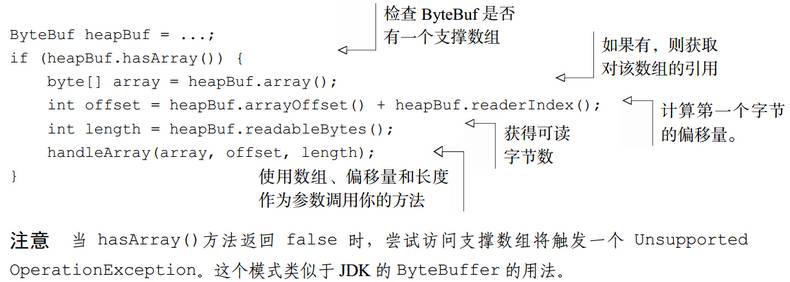 检查 ByteBuf 是否
有一个支撑数组
ByteBuf heapBuf = ...;
if (heapBuf.hasArray()) {
如果有，则获取
对该数组的引用
byte[] array = heapBuf.array();
int offset = heapBuf.arrayOffset() + heapBuf.readerIndex();
计算第一个字节
的偏移量。
int length = heapBuf.readableBytes();
获得可读
字节数
handleArray(array, offset, length);
}
使用数组、偏移量和长度
作为参数调用你的方法
注意 当 hasArray()方法返回 false 时，尝试访问支撑数组将触发一个 Unsupported
OperationException。这个模式类似于 JDK 的 ByteBuffer 的用法。